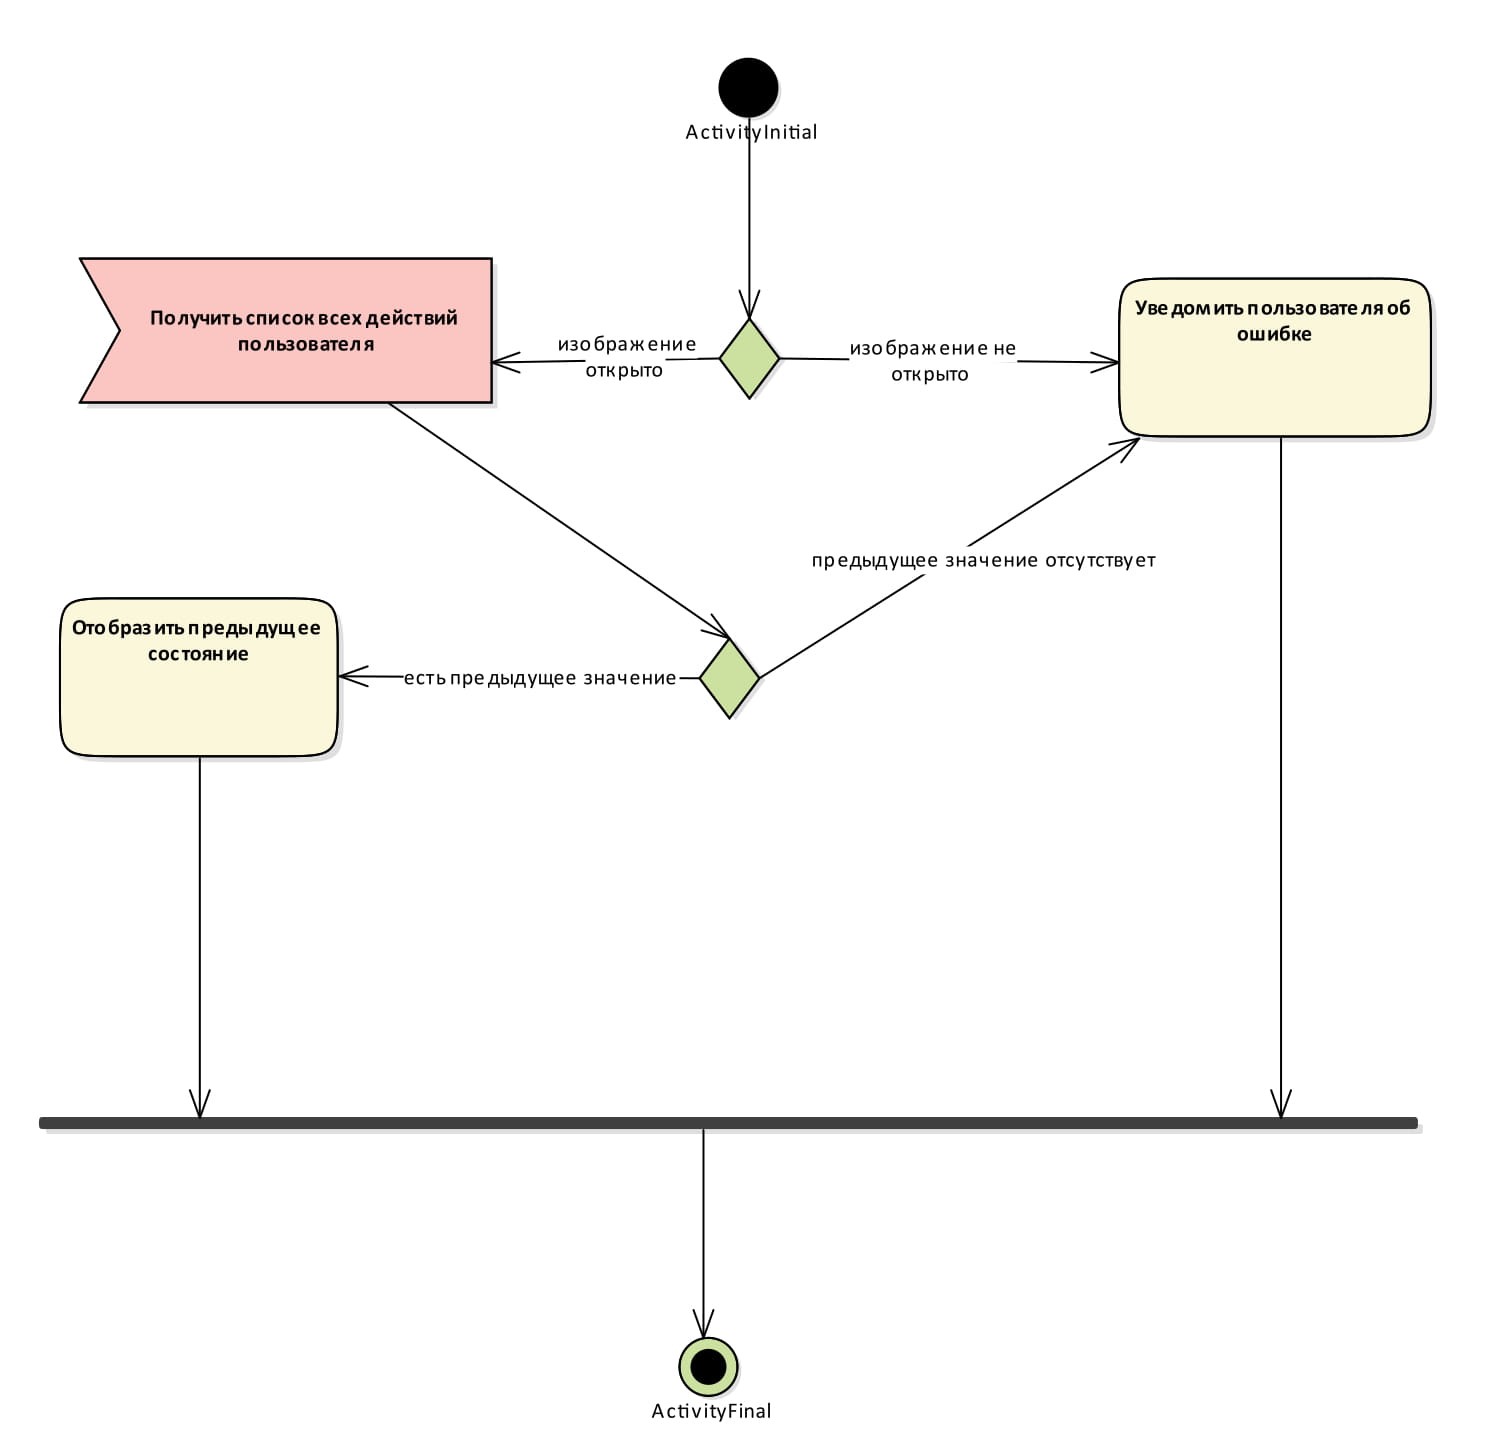 ActivityInitial
Получить список всех действий
пользователя
изображение
открыто
изображение не
открыто
Уведомить пользователя об
ошибке
предыдущее значение отсутствует
Отобразить предыдущее
состояние
есть предыдущее значение
ActivityFinal